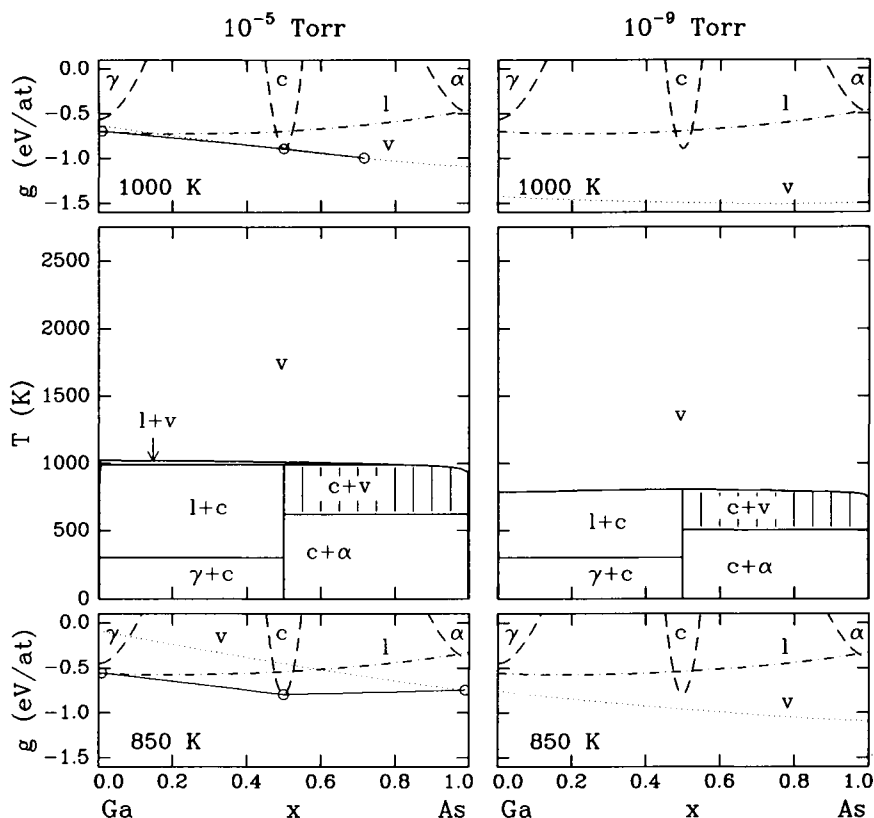 10⁻⁵ Torr
10⁻⁹ Torr
g (eV/at)
0.0
−0.5
−1.0
−1.5
γ
c
α
l
v
1000 K
γ
c
α
l
v
1000 K
T (K)
2500
2000
1500
1000
500
0
v
l+v
l+c
c+v
γ+c
c+α
v
l+c
c+v
γ+c
c+α
g (eV/at)
0.0
−0.5
−1.0
−1.5
γ
v
c
l
α
850 K
γ
c
l
α
v
850 K
0.0 0.2 0.4 0.6 0.8 1.0
Ga x As
0.0 0.2 0.4 0.6 0.8 1.0
Ga x As